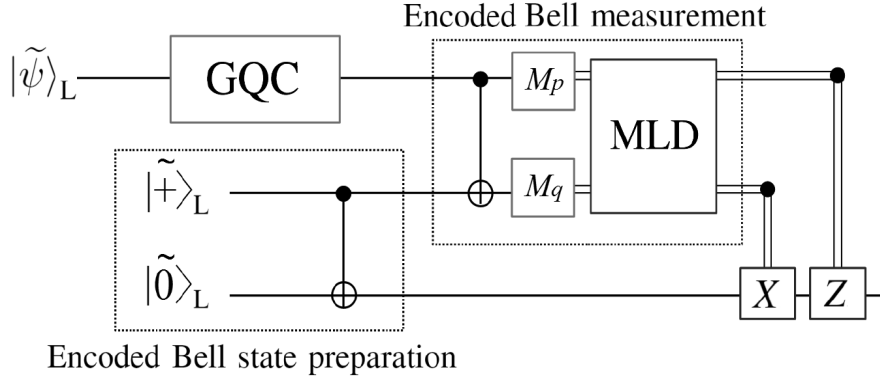 Encoded Bell measurement
|ψ̃⟩L GQC Mp MLD
|+̃⟩L Mq
|0̃⟩L X Z
Encoded Bell state preparation